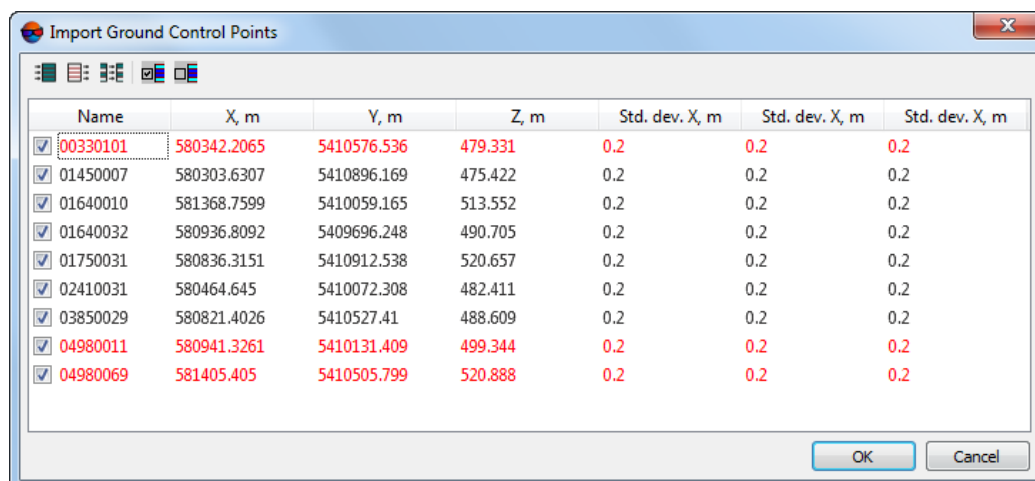 Import Ground Control Points
Name X, m Y, m Z, m Std. dev. X, m Std. dev. X, m Std. dev. X, m
00330101 580342.2065 5410576.536 479.331 0.2 0.2 0.2
01450007 580303.6307 5410896.169 475.422 0.2 0.2 0.2
01640010 581368.7599 5410059.165 513.552 0.2 0.2 0.2
01640032 580936.8092 5409696.248 490.705 0.2 0.2 0.2
01750031 580836.3151 5410912.538 520.657 0.2 0.2 0.2
02410031 580464.645 5410072.308 482.411 0.2 0.2 0.2
03850029 580821.4026 5410527.41 488.609 0.2 0.2 0.2
04980011 580941.3261 5410131.409 499.344 0.2 0.2 0.2
04980069 581405.405 5410505.799 520.888 0.2 0.2 0.2
OK Cancel